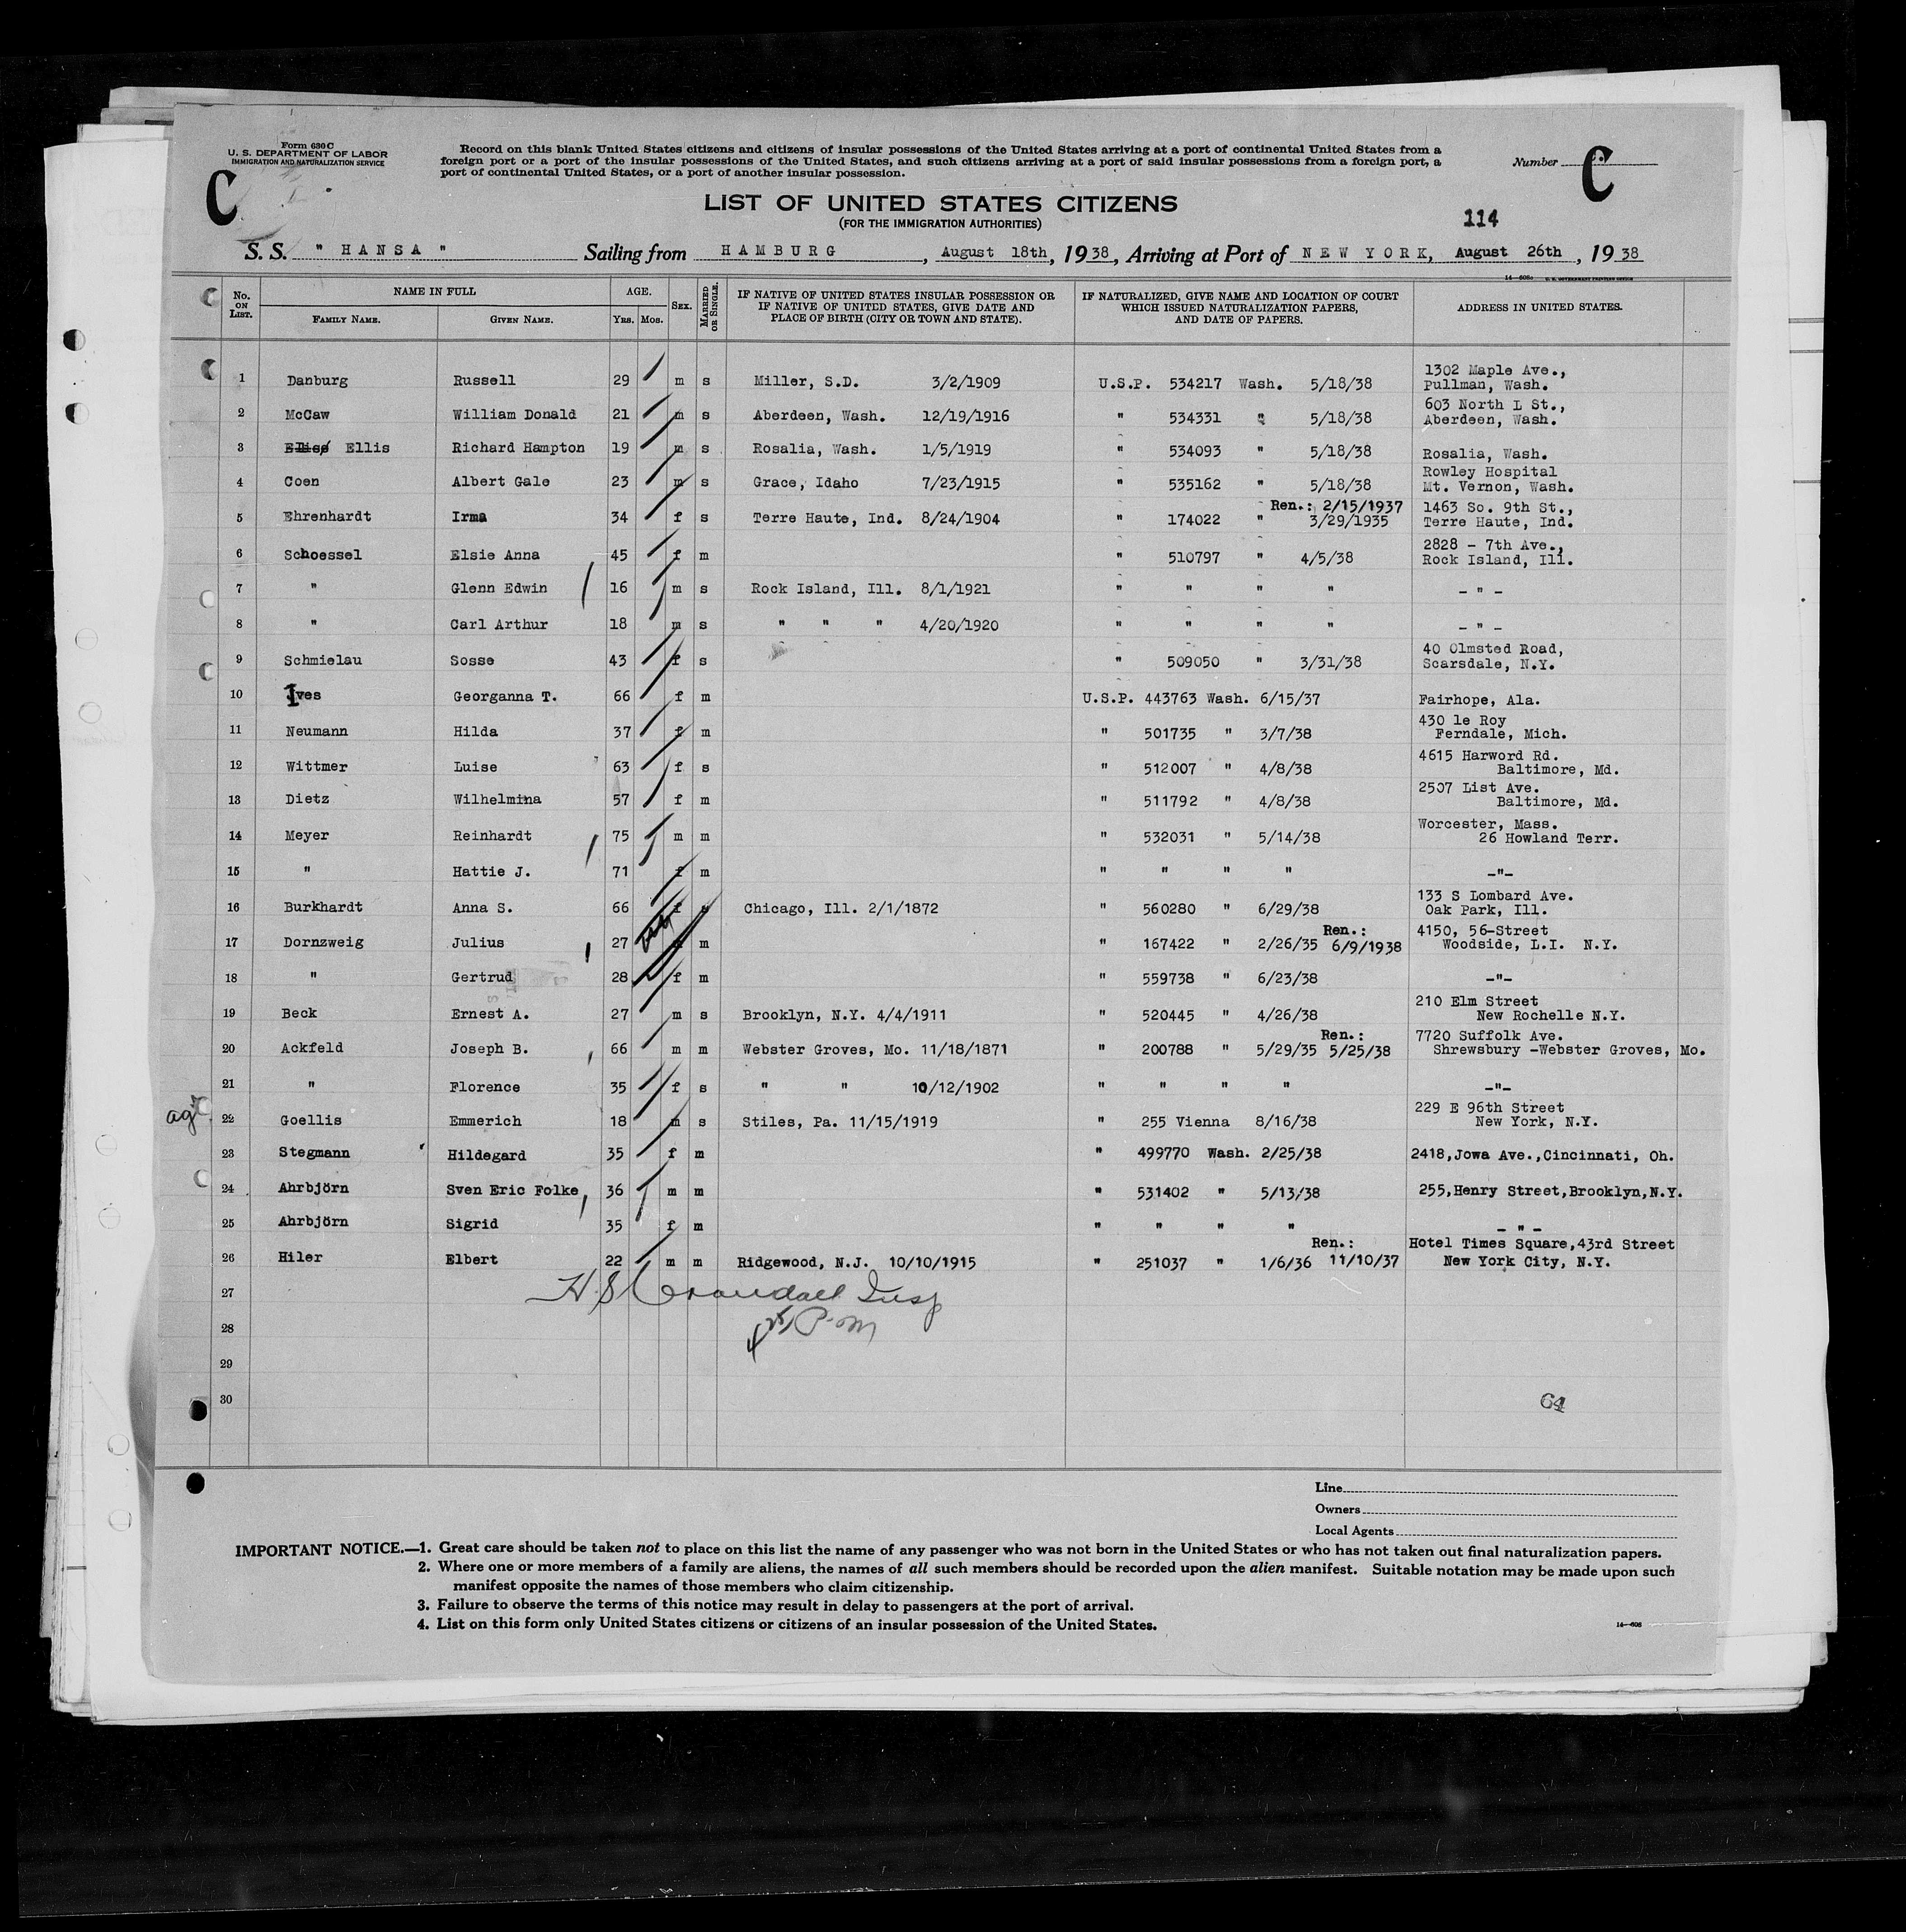 Form 630 C
U. S. DEPARTMENT OF LABOR
IMMIGRATION AND NATURALIZATION SERVICE
C
Record on this blank United States citizens and citizens of insular possessions of the United States arriving at a port of continental United States from a
foreign port or a port of the insular possessions of the United States, and such citizens arriving at a port of said insular possessions from a foreign port, a
port of continental United States, or a port of another insular possession.
Number
C
LIST OF UNITED STATES CITIZENS
(FOR THE IMMIGRATION AUTHORITIES)
114
S. S. " HANSA " Sailing from HAMBURG, August 18th, 1938, Arriving at Port of NEW YORK, August 26th, 1938
No. ON LIST. NAME IN FULL FAMILY NAME. GIVEN NAME. AGE. YRS. MOS. SEX. MARRIED OR SINGLE. IF NATIVE OF UNITED STATES INSULAR POSSESSION OR IF NATIVE OF UNITED STATES, GIVE DATE AND PLACE OF BIRTH (CITY OR TOWN AND STATE). IF NATURALIZED, GIVE NAME AND LOCATION OF COURT WHICH ISSUED NATURALIZATION PAPERS, AND DATE OF PAPERS. ADDRESS IN UNITED STATES.
1 Danburg Russell 29 m s Miller, S.D. 3/2/1909 U.S.P. 534217 Wash. 5/18/38 1302 Maple Ave., Pullman, Wash.
2 McCaw William Donald 21 m s Aberdeen, Wash. 12/19/1916 " 534331 " 5/18/38 603 North L St., Aberdeen, Wash.
3 Ellis Richard Hampton 19 m s Rosalia, Wash. 1/5/1919 " 534093 " 5/18/38 Rosalia, Wash.
4 Coen Albert Gale 23 m s Grace, Idaho 7/23/1915 " 535162 " 5/18/38 Rowley Hospital Mt. Vernon, Wash.
5 Ehrenhardt Irma 34 f s Terre Haute, Ind. 8/24/1904 " 174022 " Ren.: 2/15/1937 3/29/1935 1463 So. 9th St., Terre Haute, Ind.
6 Schoessel Elsie Anna 45 f m " 510797 " 4/5/38 2828 - 7th Ave., Rock Island, Ill.
7 " Glenn Edwin 16 m s Rock Island, Ill. 8/1/1921 " " " " - " -
8 " Carl Arthur 18 m s " " " 4/20/1920 " " " " - " -
9 Schmielau Sosse 43 f s " 509050 " 3/31/38 40 Olmsted Road, Scarsdale, N.Y.
10 Ives Georganna T. 66 f m U.S.P. 443763 Wash. 6/15/37 Fairhope, Ala.
11 Neumann Hilda 37 f m " 501735 " 3/7/38 430 le Roy Ferndale, Mich.
12 Wittmer Luise 63 f s " 512007 " 4/8/38 4615 Harword Rd. Baltimore, Md.
13 Dietz Wilhelmina 57 f m " 511792 " 4/8/38 2507 List Ave. Baltimore, Md.
14 Meyer Reinhardt 75 m m " 532031 " 5/14/38 Worcester, Mass. 26 Howland Terr.
15 " Hattie J. 71 f m " " " " -"-
16 Burkhardt Anna S. 66 f Chicago, Ill. 2/1/1872 " 560280 " 6/29/38 133 S Lombard Ave. Oak Park, Ill.
17 Dornzweig Julius 27 m " 167422 " 2/26/35 Ren.: 6/9/1938 4150, 56-Street Woodside, L.I. N.Y.
18 " Gertrud 28 f m " 559738 " 6/23/38 -"-
19 Beck Ernest A. 27 m s Brooklyn, N.Y. 4/4/1911 " 520445 " 4/26/38 210 Elm Street New Rochelle N.Y.
20 Ackfeld Joseph B. 66 m m Webster Groves, Mo. 11/18/1871 " 200788 " 5/29/35 Ren.: 5/25/38 7720 Suffolk Ave. Shrewsbury -Webster Groves, Mo.
21 " Florence 35 f s " " 10/12/1902 " " " " -"-
22 Goellis Emmerich 18 m s Stiles, Pa. 11/15/1919 " 255 Vienna 8/16/38 229 E 96th Street New York, N.Y.
23 Stegmann Hildegard 35 f m " 499770 Wash. 2/25/38 2418,Jowa Ave.,Cincinnati, Oh.
24 Ahrbjörn Sven Eric Folke 36 m m " 531402 " 5/13/38 255,Henry Street,Brooklyn,N.Y.
25 Ahrbjörn Sigrid 35 f m " " " " - " -
26 Hiler Elbert 22 m m Ridgewood, N.J. 10/10/1915 " 251037 " 1/6/36 Ren.: 11/10/37 Hotel Times Square,43rd Street New York City, N.Y.
27 H S Crandall Insp
28 P.M
29
30
64
Line
Owners
Local Agents
IMPORTANT NOTICE.—1. Great care should be taken not to place on this list the name of any passenger who was not born in the United States or who has not taken out final naturalization papers.
2. Where one or more members of a family are aliens, the names of all such members should be recorded upon the alien manifest. Suitable notation may be made upon such
manifest opposite the names of those members who claim citizenship.
3. Failure to observe the terms of this notice may result in delay to passengers at the port of arrival.
4. List on this form only United States citizens or citizens of an insular possession of the United States.